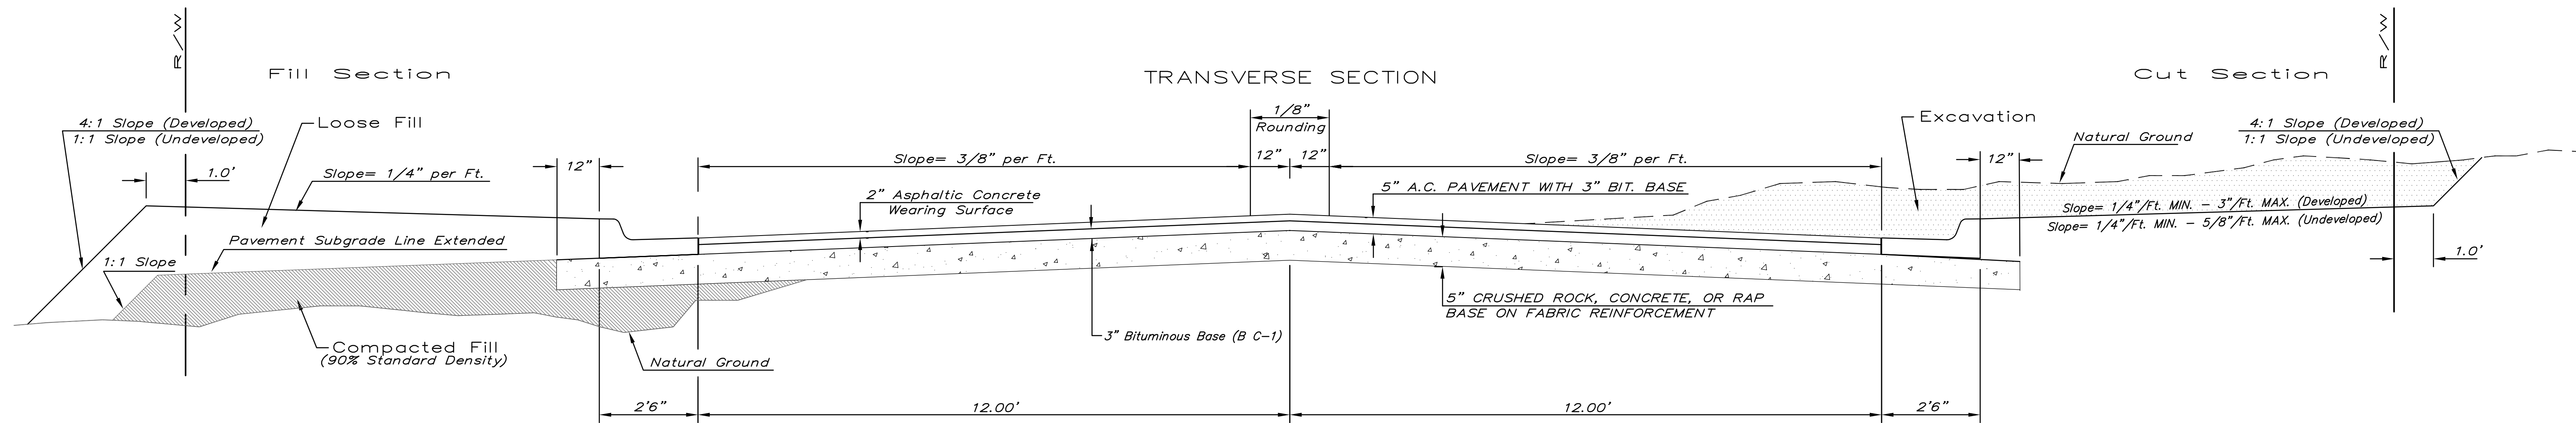 R/W
Fill Section
TRANSVERSE SECTION
Cut Section
R/W
4:1 Slope (Developed)
1:1 Slope (Undeveloped)
Loose Fill
1/8"
Rounding
Excavation
Natural Ground
4:1 Slope (Developed)
1:1 Slope (Undeveloped)
1.0'
Slope= 1/4" per Ft.
12"
Slope= 3/8" per Ft.
12"
12"
Slope= 3/8" per Ft.
12"
2" Asphaltic Concrete
Wearing Surface
5" A.C. PAVEMENT WITH 3" BIT. BASE
Slope= 1/4"/Ft. MIN. - 3"/Ft. MAX. (Developed)
Slope= 1/4"/Ft. MIN. - 5/8"/Ft. MAX. (Undeveloped)
Pavement Subgrade Line Extended
1:1 Slope
1.0'
5" CRUSHED ROCK, CONCRETE, OR RAP
BASE ON FABRIC REINFORCEMENT
3" Bituminous Base (B C-1)
Compacted Fill
(90% Standard Density)
Natural Ground
2'6"
12.00'
12.00'
2'6"